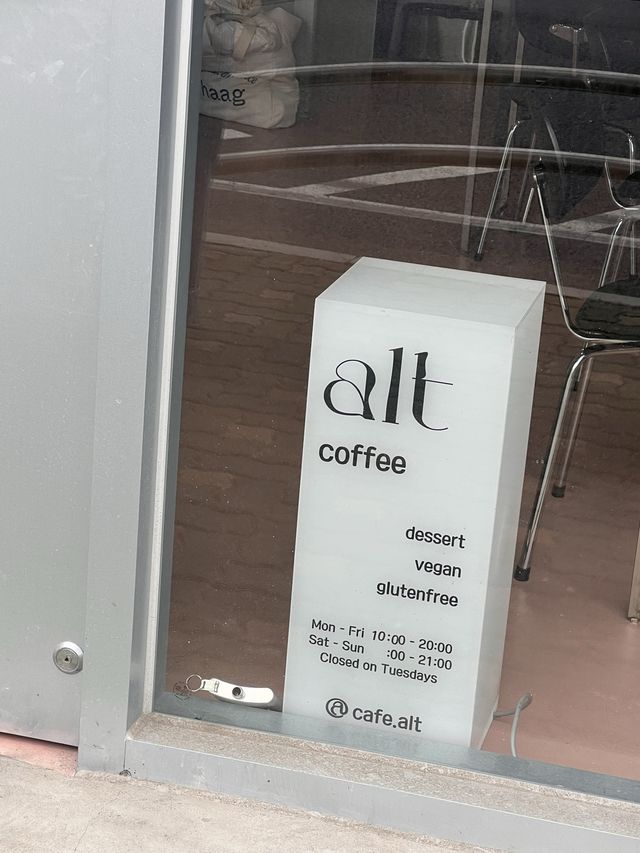 haag
alt
coffee
dessert
vegan
glutenfree
Mon - Fri 10:00 - 20:00
Sat - Sun :00 - 21:00
Closed on Tuesdays
@ cafe.alt